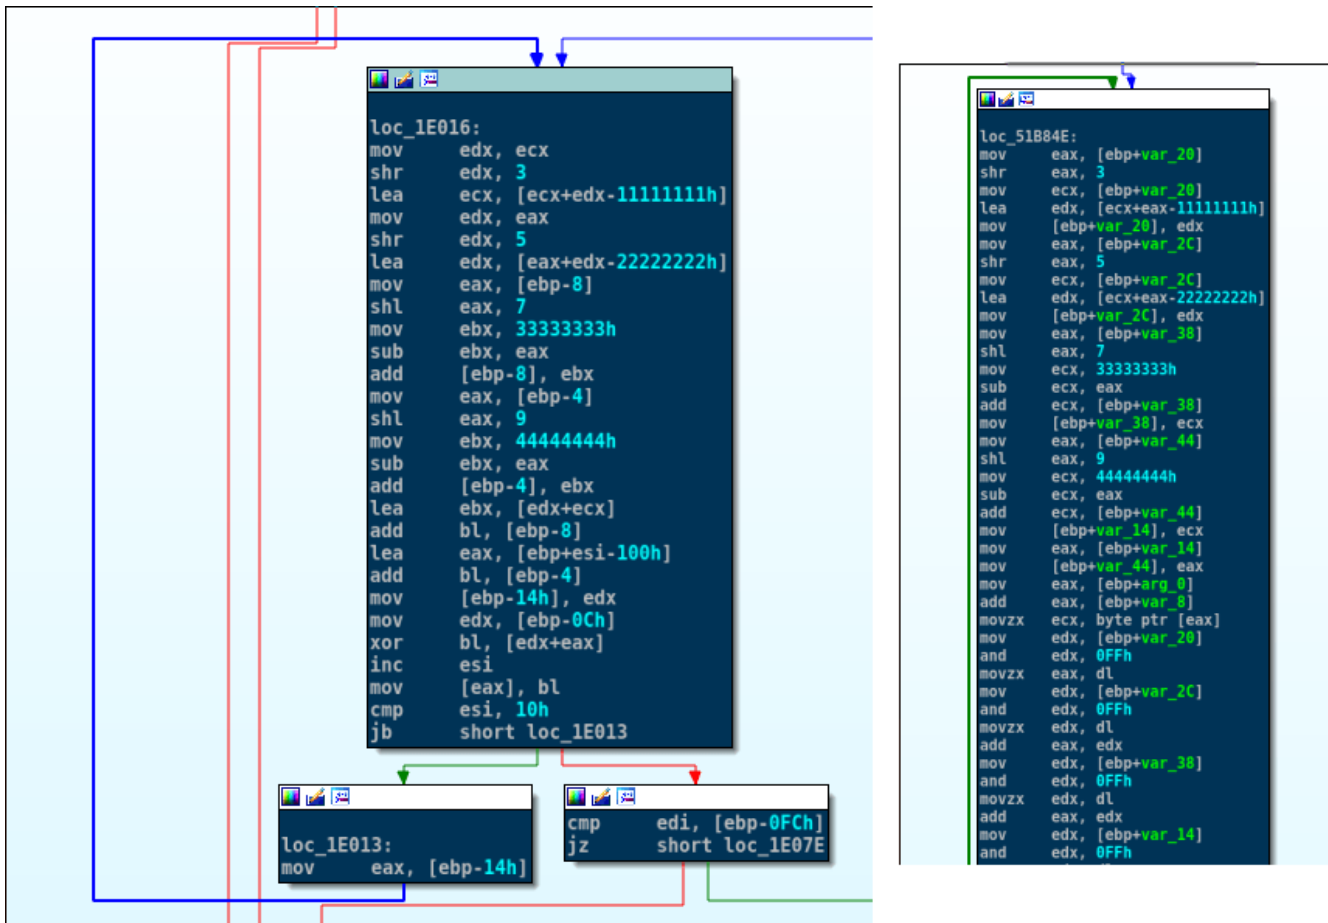 loc_1E016:
mov edx, ecx
shr edx, 3
lea ecx, [ecx+edx-11111111h]
mov edx, eax
shr edx, 5
lea edx, [eax+edx-22222222h]
mov eax, [ebp-8]
shl eax, 7
mov ebx, 33333333h
sub ebx, eax
add [ebp-8], ebx
mov eax, [ebp-4]
shl eax, 9
mov ebx, 44444444h
sub ebx, eax
add [ebp-4], ebx
lea ebx, [edx+ecx]
add bl, [ebp-8]
lea eax, [ebp+esi-100h]
add bl, [ebp-4]
mov [ebp-14h], edx
mov edx, [ebp-0Ch]
xor bl, [edx+eax]
inc esi
mov [eax], bl
cmp esi, 10h
jb short loc_1E013
loc_1E013:
mov eax, [ebp-14h]
cmp edi, [ebp-0FCh]
jz short loc_1E07E
loc_51B84E:
mov eax, [ebp+var_20]
shr eax, 3
mov ecx, [ebp+var_20]
lea edx, [ecx+eax-11111111h]
mov [ebp+var_20], edx
mov eax, [ebp+var_2C]
shr eax, 5
mov ecx, [ebp+var_2C]
lea edx, [ecx+eax-22222222h]
mov [ebp+var_2C], edx
mov eax, [ebp+var_38]
shl eax, 7
mov ecx, 33333333h
sub ecx, eax
add ecx, [ebp+var_38]
mov [ebp+var_38], ecx
mov eax, [ebp+var_44]
shl eax, 9
mov ecx, 44444444h
sub ecx, eax
add ecx, [ebp+var_44]
mov [ebp+var_14], ecx
mov eax, [ebp+var_14]
mov [ebp+var_44], eax
mov eax, [ebp+arg_0]
add eax, [ebp+var_8]
movzx ecx, byte ptr [eax]
mov edx, [ebp+var_20]
and edx, 0FFh
movzx eax, dl
mov edx, [ebp+var_2C]
and edx, 0FFh
movzx edx, dl
add eax, edx
mov edx, [ebp+var_38]
and edx, 0FFh
movzx edx, dl
add eax, edx
mov edx, [ebp+var_14]
and edx, 0FFh